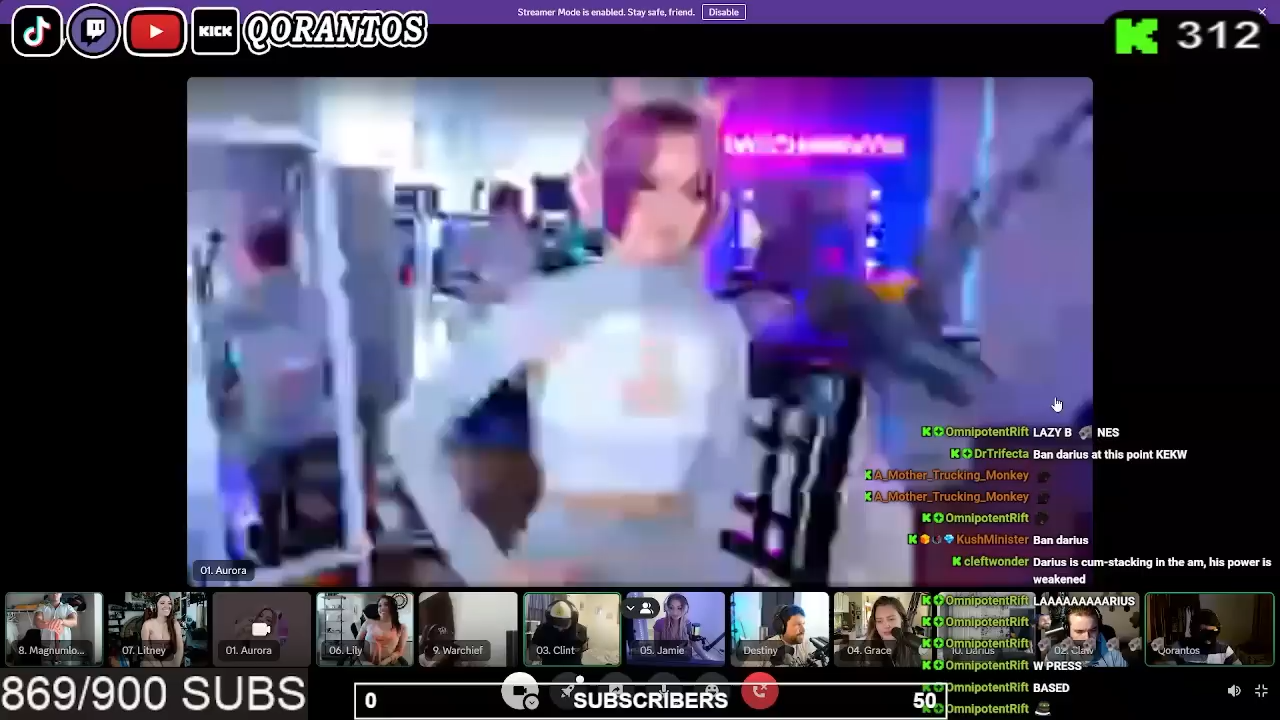 Streamer Mode is enabled. Stay safe, friend. Disable
KICK QORANTOS
K 312
01. Aurora
OmnipotentRift LAZY B NES
DrTrifecta Ban darius at this point KEKW
A_Mother_Trucking_Monkey
A_Mother_Trucking_Monkey
OmnipotentRift
KushMinister Ban darius
cleftwonder Darius is cum-stacking in the am, his power is
weakened
OmnipotentRift LAAAAAAAARIUS
OmnipotentRift
OmnipotentRift
OmnipotentRift W PRESS
OmnipotentRift BASED
OmnipotentRift
8. Magnumlo... 07. Litney 01. Aurora 06. Lily 9. Warchief 03. Clint 05. Jamie Destiny 04. Grace 10. Darius 02. Claw Qorantos
869/900 SUBS
0 SUBSCRIBERS 50